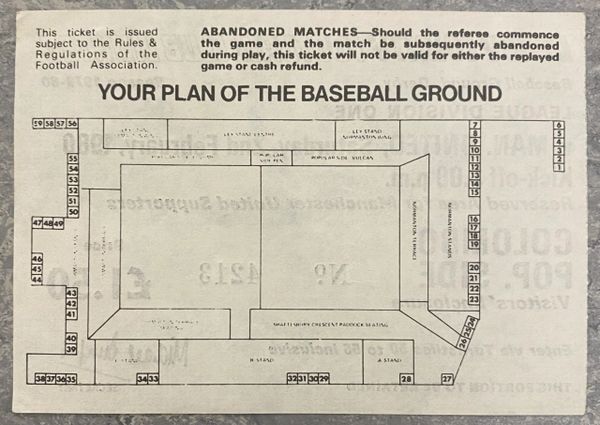 This ticket is issued
subject to the Rules &
Regulations of the
Football Association.
ABANDONED MATCHES—Should the referee commence
the game and the match be subsequently abandoned
during play, this ticket will not be valid for either the replayed
game or cash refund.
YOUR PLAN OF THE BASEBALL GROUND
59 58 57 56
LEY STAND CENTRE
LEY STAND
NORMANTON WING
POPULAR SIDE VULCAN
7
8
9
10
11
12
13
14
15
6
5
4
3
2
1
55
54
53
52
51
50
47 48 49
46
45
44
43
42
41
40
39
16
17
18
19
20
21
22
23
NORMANTON TERRACE
NORMANTON STANDS
26 25 24
SHAFTESBURY CRESCENT PADDOCK SEATING
B STAND
A STAND
38 37 36 35
34 33
32 31 30 29
28
27